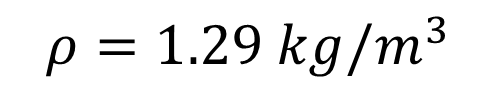 ρ = 1.29 kg/m³